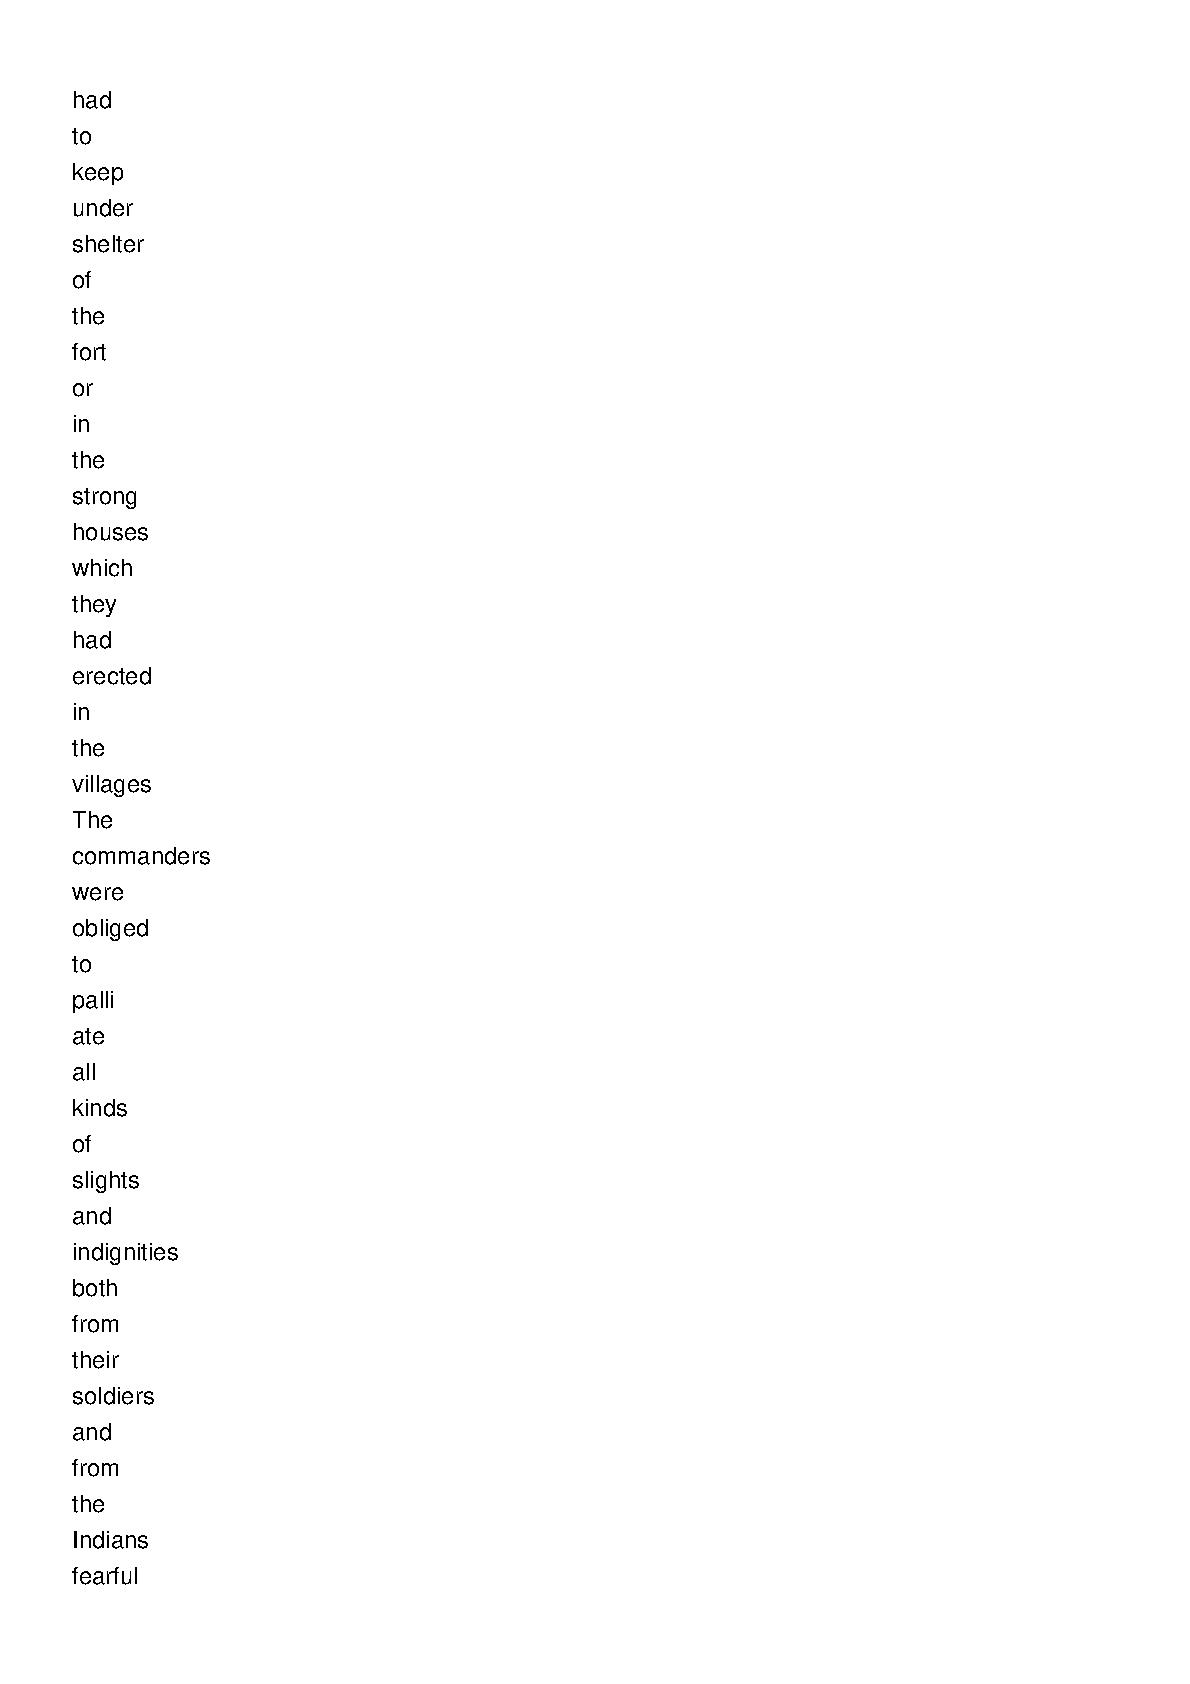 had
to
keep
under
shelter
of
the
fort
or
in
the
strong
houses
which
they
had
erected
in
the
villages
The
commanders
were
obliged
to
palli
ate
all
kinds
of
slights
and
indignities
both
from
their
soldiers
and
from
the
Indians
fearful